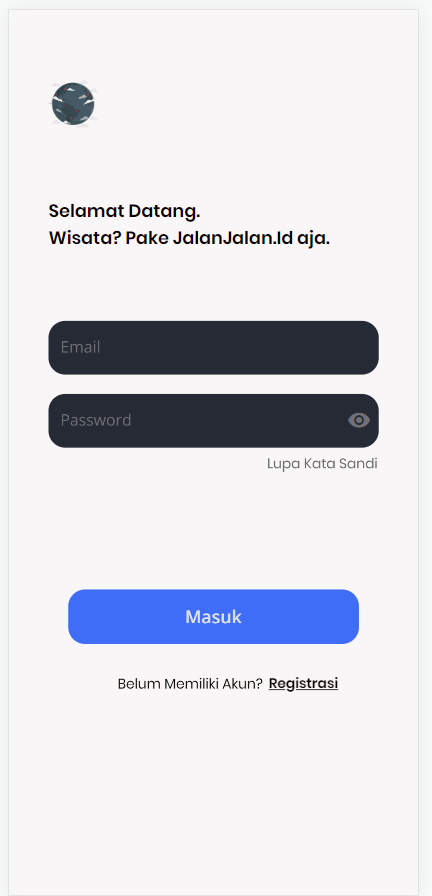 Selamat Datang.
Wisata? Pake JalanJalan.Id aja.
Email
Password
Lupa Kata Sandi
Masuk
Belum Memiliki Akun? Registrasi